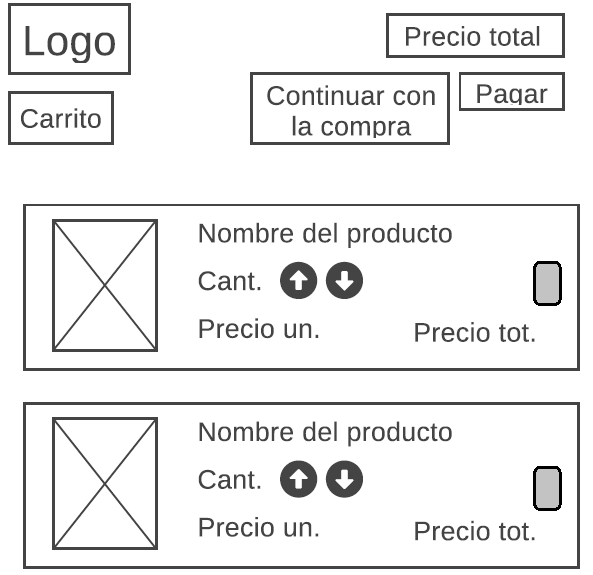 Logo
Precio total
Carrito
Continuar con
la compra
Pagar
Nombre del producto
Cant.
Precio un.
Precio tot.
Nombre del producto
Cant.
Precio un.
Precio tot.